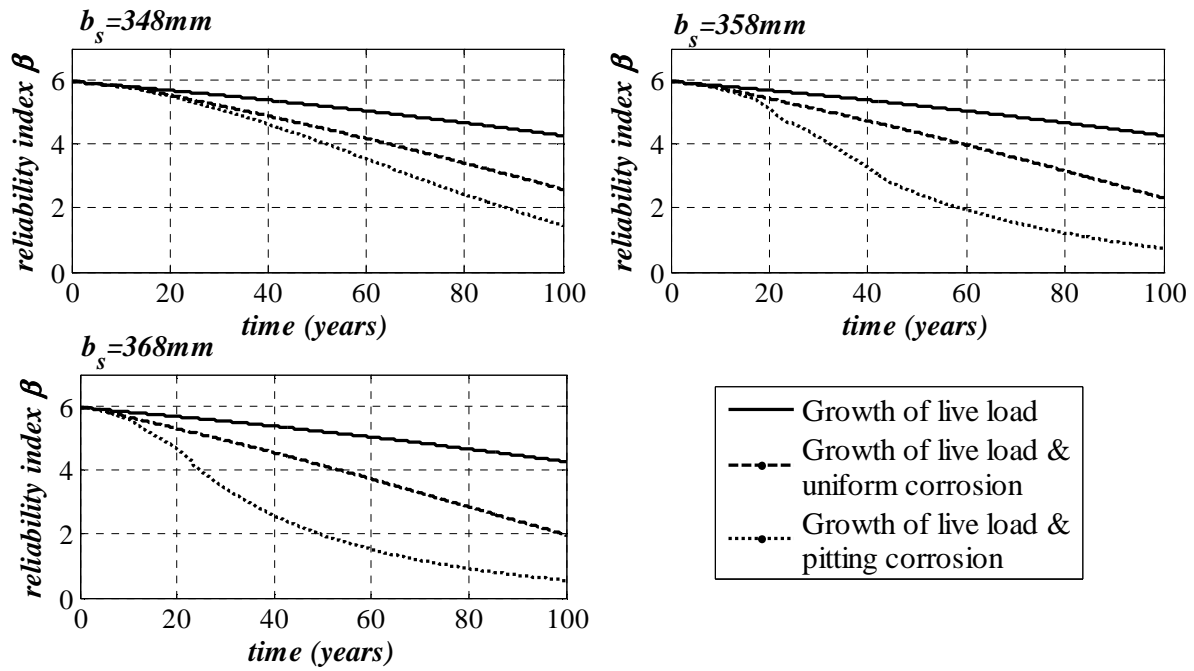 b_s=348mm
reliability index β
6
4
2
0
0 20 40 60 80 100
time (years)
b_s=358mm
reliability index β
6
4
2
0
0 20 40 60 80 100
time (years)
b_s=368mm
reliability index β
6
4
2
0
0 20 40 60 80 100
time (years)
Growth of live load
Growth of live load &
uniform corrosion
Growth of live load &
pitting corrosion